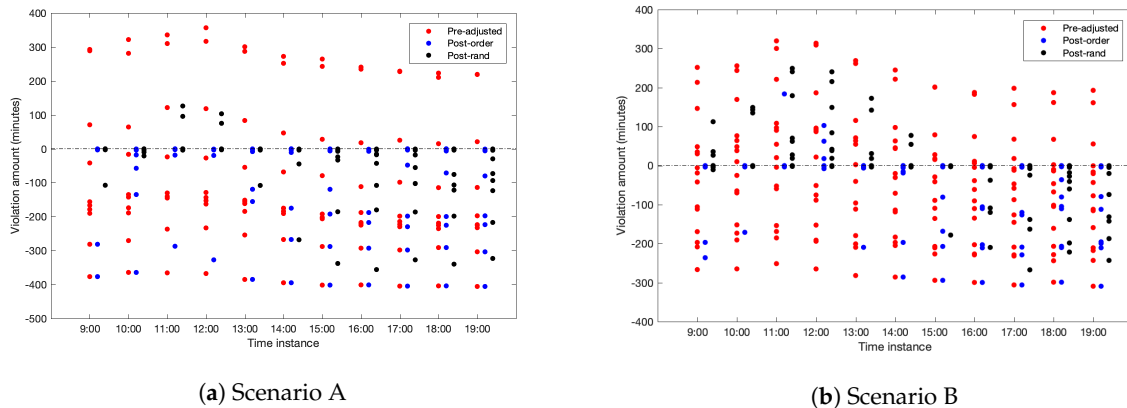 400
300
200
100
0
-100
-200
-300
-400
-500
Violation amount (minutes)
Pre-adjusted
Post-order
Post-rand
9:00 10:00 11:00 12:00 13:00 14:00 15:00 16:00 17:00 18:00 19:00
Time instance
(a) Scenario A
400
300
200
100
0
-100
-200
-300
-400
Violation amount (minutes)
Pre-adjusted
Post-order
Post-rand
9:00 10:00 11:00 12:00 13:00 14:00 15:00 16:00 17:00 18:00 19:00
Time instance
(b) Scenario B